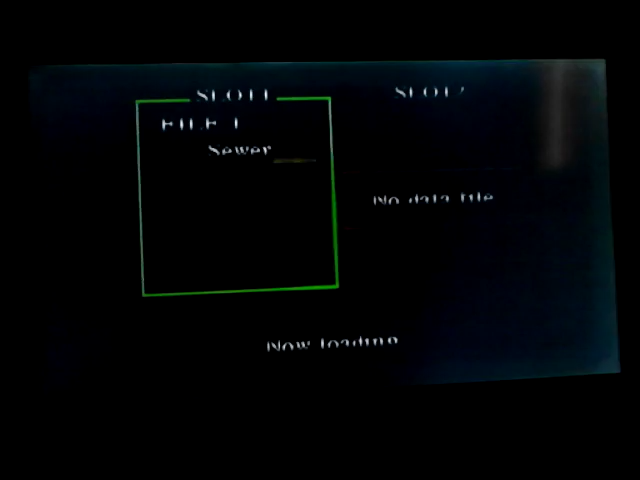 SLOT1 SLOT2
FILE 1
Sewer
No data file
Now loading